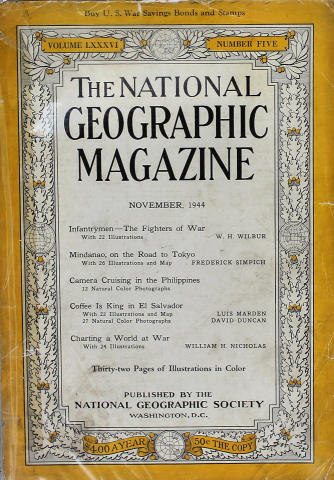 Buy U. S. War Savings Bonds and Stamps
VOLUME LXXXVI NUMBER FIVE
THE NATIONAL
GEOGRAPHIC
MAGAZINE
NOVEMBER, 1944
Infantrymen—The Fighters of War
With 22 Illustrations W. H. WILBUR
Mindanao, on the Road to Tokyo
With 26 Illustrations and Map FREDERICK SIMPICH
Camera Cruising in the Philippines
12 Natural Color Photographs
Coffee Is King in El Salvador
With 22 Illustrations and Map LUIS MARDEN
27 Natural Color Photographs DAVID DUNCAN
Charting a World at War
With 24 Illustrations WILLIAM H. NICHOLAS
Thirty-two Pages of Illustrations in Color
PUBLISHED BY THE
NATIONAL GEOGRAPHIC SOCIETY
WASHINGTON, D.C.
4.00 A YEAR 50c THE COPY